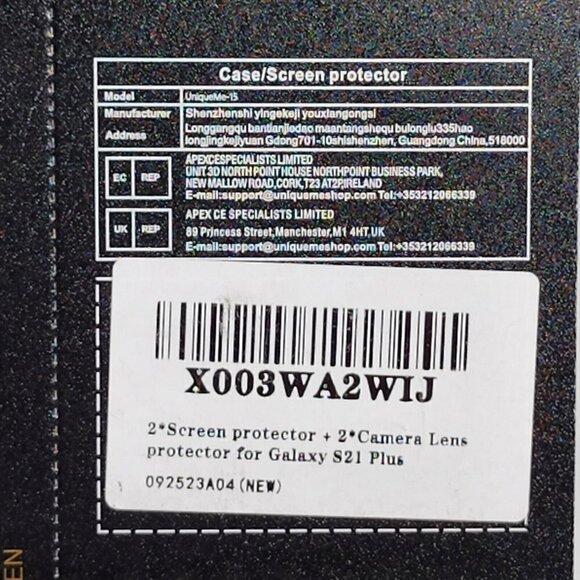 Case/Screen protector
Model UniqueMe-15
Manufacturer Shenzhenshi yingekeji youxiangongsi
Address Longgangqu bantianjiedao maantangshequ bulonglu335hao
longjingkejiyuan Gdong701-10shishenzhen, Guangdong China,518000
EC REP APEXCESPECIALISTS LIMITED
UNIT 3D NORTH POINT HOUSE NORTHPOINT BUSINESS PARK,
NEW MALLOW ROAD,CORK,T23 AT2P,IRELAND
E-mail:support@uniquemeshop.com Tel:+353212066339
UK REP APEX CE SPECIALISTS LIMITED
89 Princess Street,Manchester,M1 4HT,UK
E-mail:support@uniquemeshop.com Tel:+353212066339
X003WA2WIJ
2*Screen protector + 2*Camera Lens
protector for Galaxy S21 Plus
092523A04(NEW)
EN